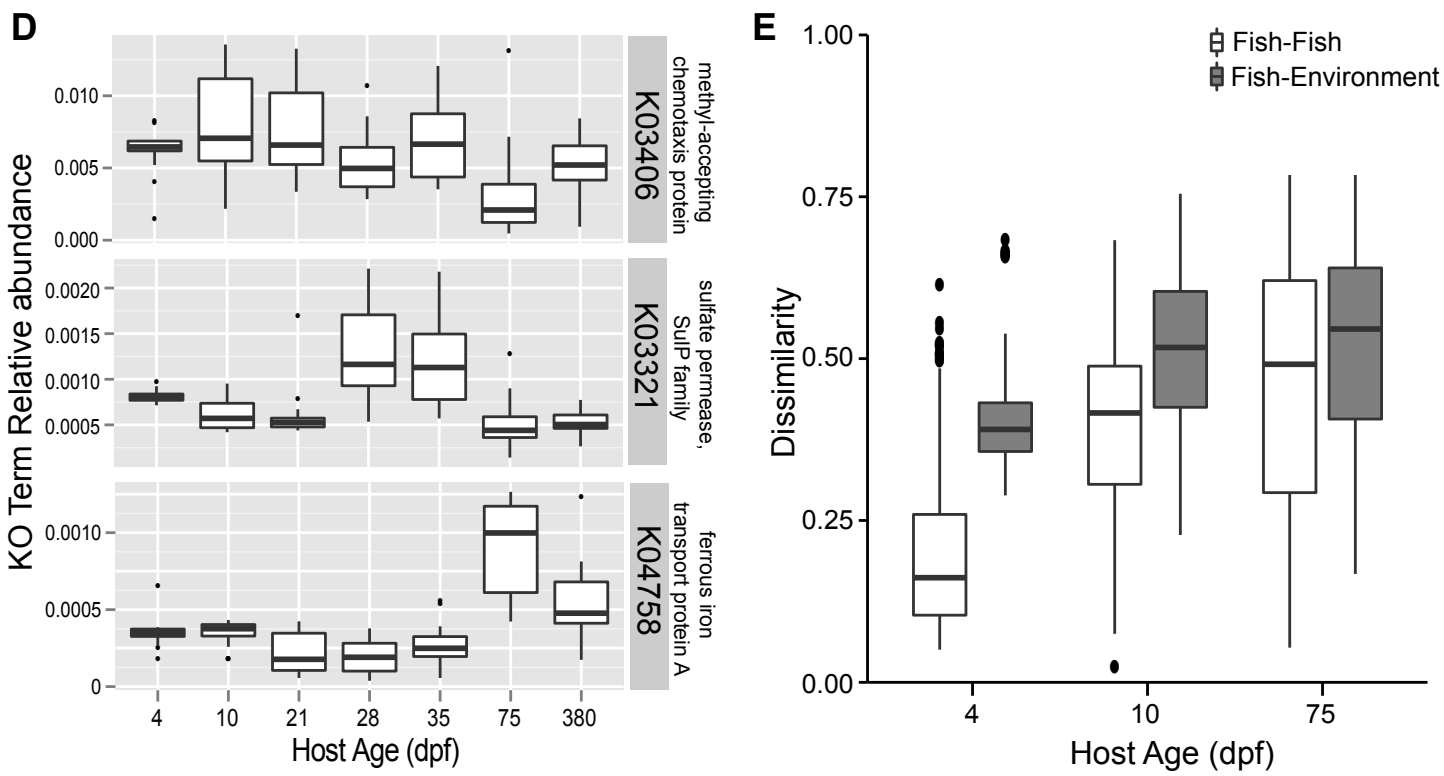 D
KO Term Relative abundance
0.010
0.005
0.000
K03406
methyl-accepting
chemotaxis protein
0.0020
0.0015
0.0010
0.0005
K03321
sulfate permease,
SulP family
0.0010
0.0005
0
K04758
ferrous iron
transport protein A
4 10 21 28 35 75 380
Host Age (dpf)
E
Fish-Fish
Fish-Environment
Dissimilarity
1.00
0.75
0.50
0.25
0.00
4 10 75
Host Age (dpf)